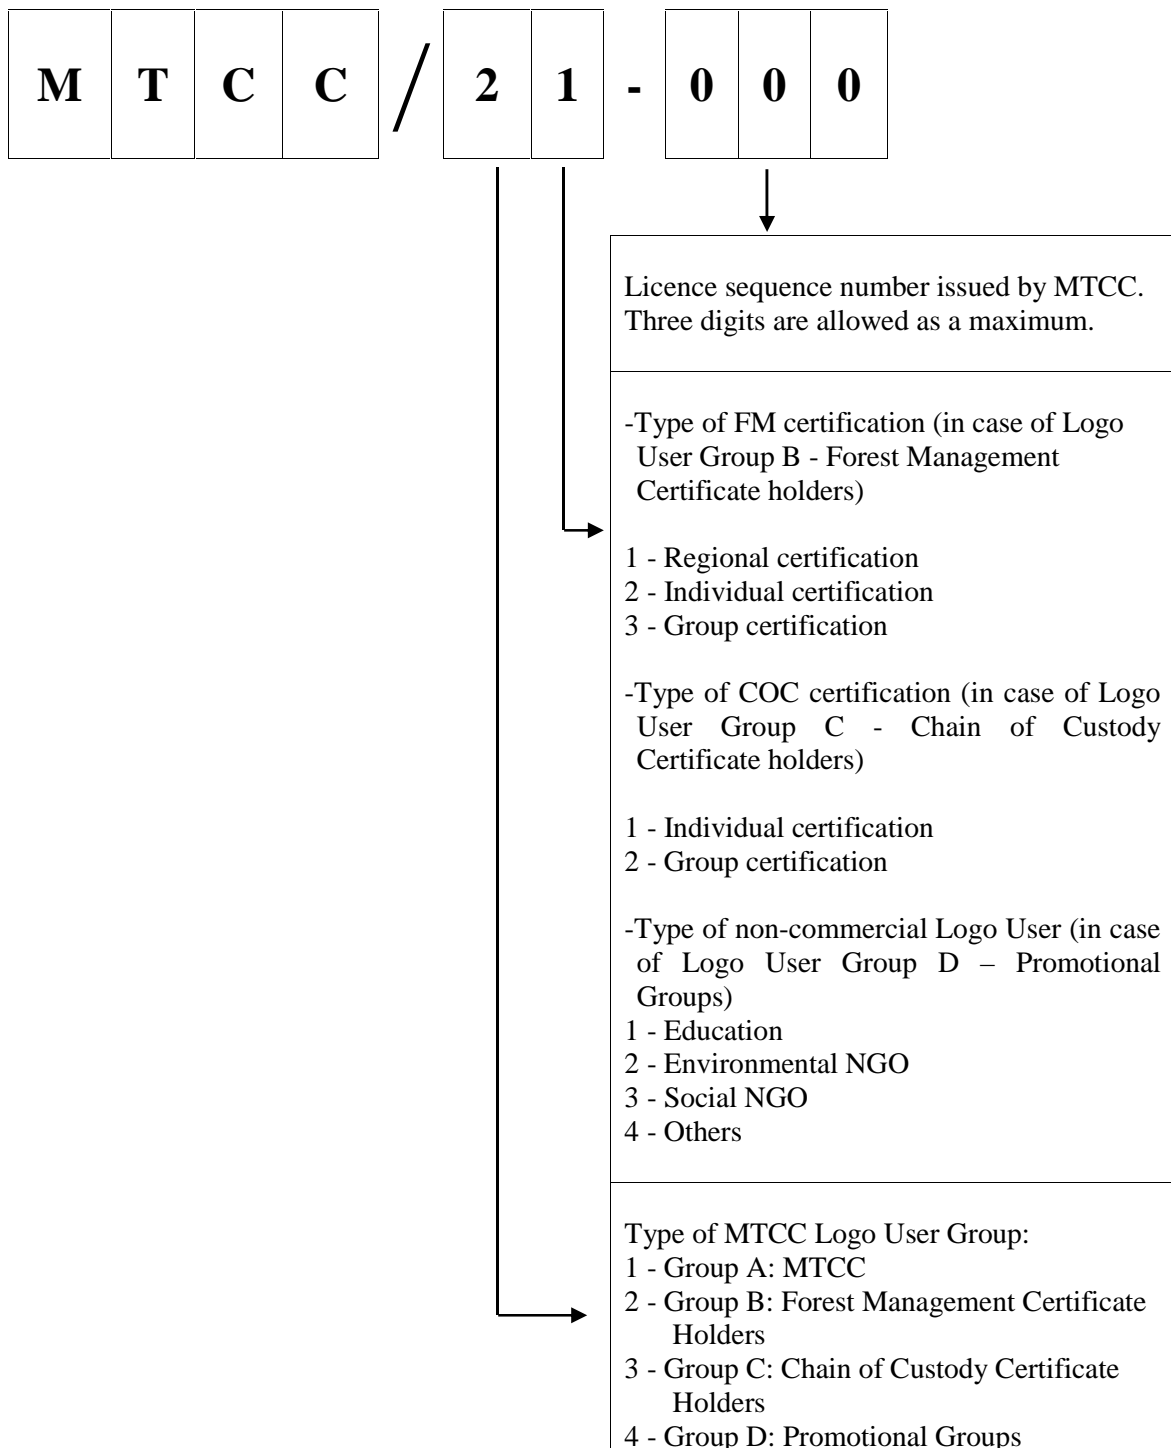 M T C C / 2 1 - 0 0 0
Licence sequence number issued by MTCC.
Three digits are allowed as a maximum.
-Type of FM certification (in case of Logo
User Group B - Forest Management
Certificate holders)
1 - Regional certification
2 - Individual certification
3 - Group certification
-Type of COC certification (in case of Logo
User Group C - Chain of Custody
Certificate holders)
1 - Individual certification
2 - Group certification
-Type of non-commercial Logo User (in case
of Logo User Group D – Promotional
Groups)
1 - Education
2 - Environmental NGO
3 - Social NGO
4 - Others
Type of MTCC Logo User Group:
1 - Group A: MTCC
2 - Group B: Forest Management Certificate
Holders
3 - Group C: Chain of Custody Certificate
Holders
4 - Group D: Promotional Groups